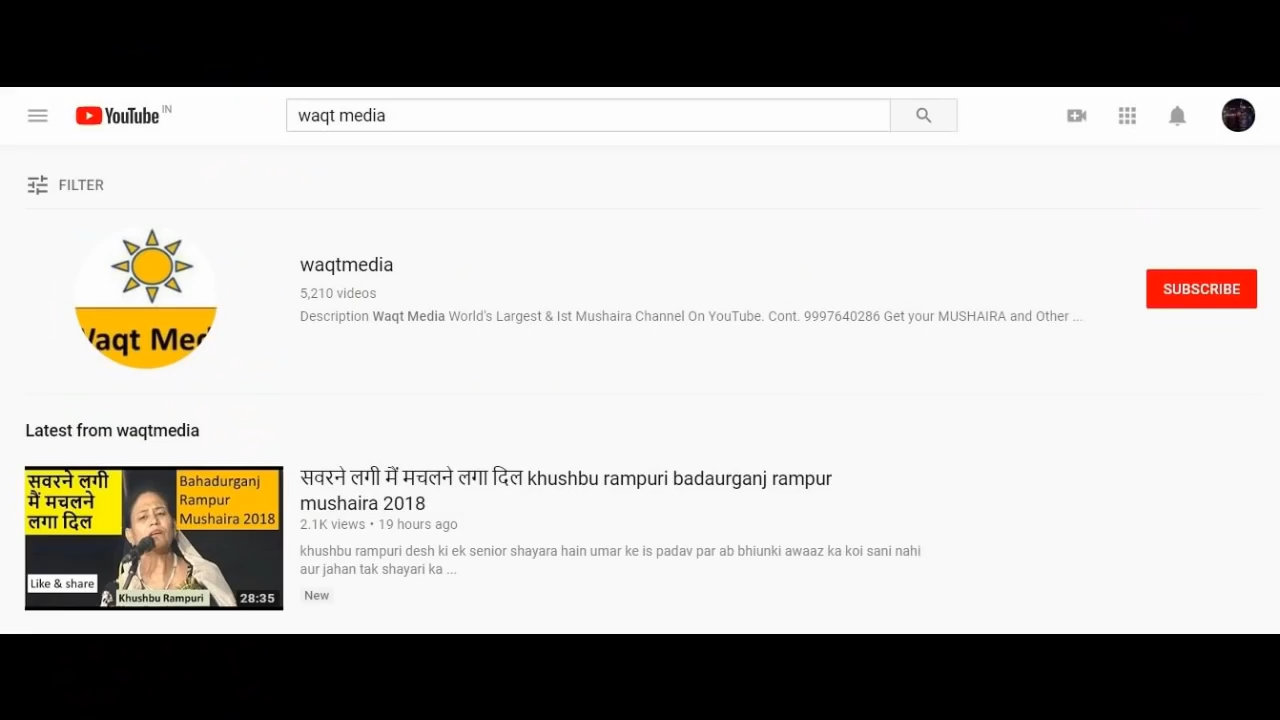 YouTube IN
waqt media
FILTER
waqtmedia
5,210 videos
SUBSCRIBE
Description Waqt Media World's Largest & Ist Mushaira Channel On YouTube. Cont. 9997640286 Get your MUSHAIRA and Other ...
Waqt Med
Latest from waqtmedia
सवरने लगी
मैं मचलने
लगा दिल
Bahadurganj
Rampur
Mushaira 2018
Like & share
Khushbu Rampuri
28:35
सवरने लगी मैं मचलने लगा दिल khushbu rampuri badaurganj rampur
mushaira 2018
2.1K views • 19 hours ago
khushbu rampuri desh ki ek senior shayara hain umar ke is padav par ab bhiunki awaaz ka koi sani nahi
aur jahan tak shayari ka ...
New